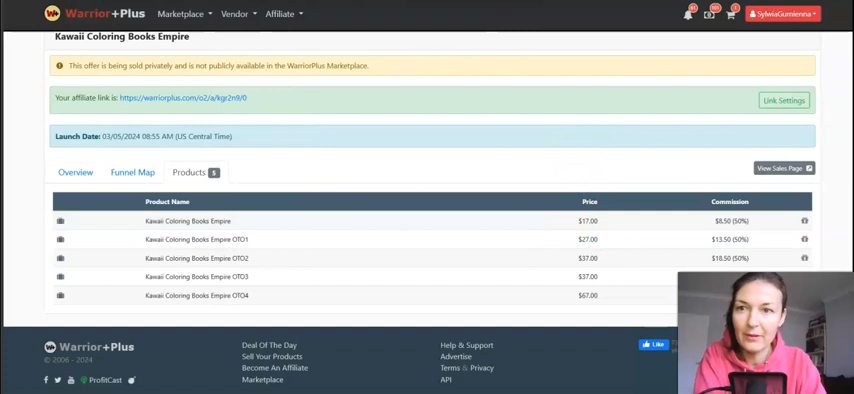 Warrior+Plus
Marketplace
Vendor
Affiliate
SylwiaGumienna
Kawaii Coloring Books Empire
This offer is being sold privately and is not publicly available in the WarriorPlus Marketplace.
Your affiliate link is: https://warriorplus.com/o2/a/kgr2n9/0
Link Settings
Launch Date: 03/05/2024 08:55 AM (US Central Time)
Overview
Funnel Map
Products 5
View Sales Page
Product Name Price Commission
Kawaii Coloring Books Empire $17.00 $8.50 (50%)
Kawaii Coloring Books Empire OTO1 $27.00 $13.50 (50%)
Kawaii Coloring Books Empire OTO2 $37.00 $18.50 (50%)
Kawaii Coloring Books Empire OTO3 $37.00
Kawaii Coloring Books Empire OTO4 $67.00
Warrior+Plus
© 2006 - 2024
ProfitCast
Deal Of The Day
Sell Your Products
Become An Affiliate
Marketplace
Help & Support
Advertise
Terms & Privacy
API
Like